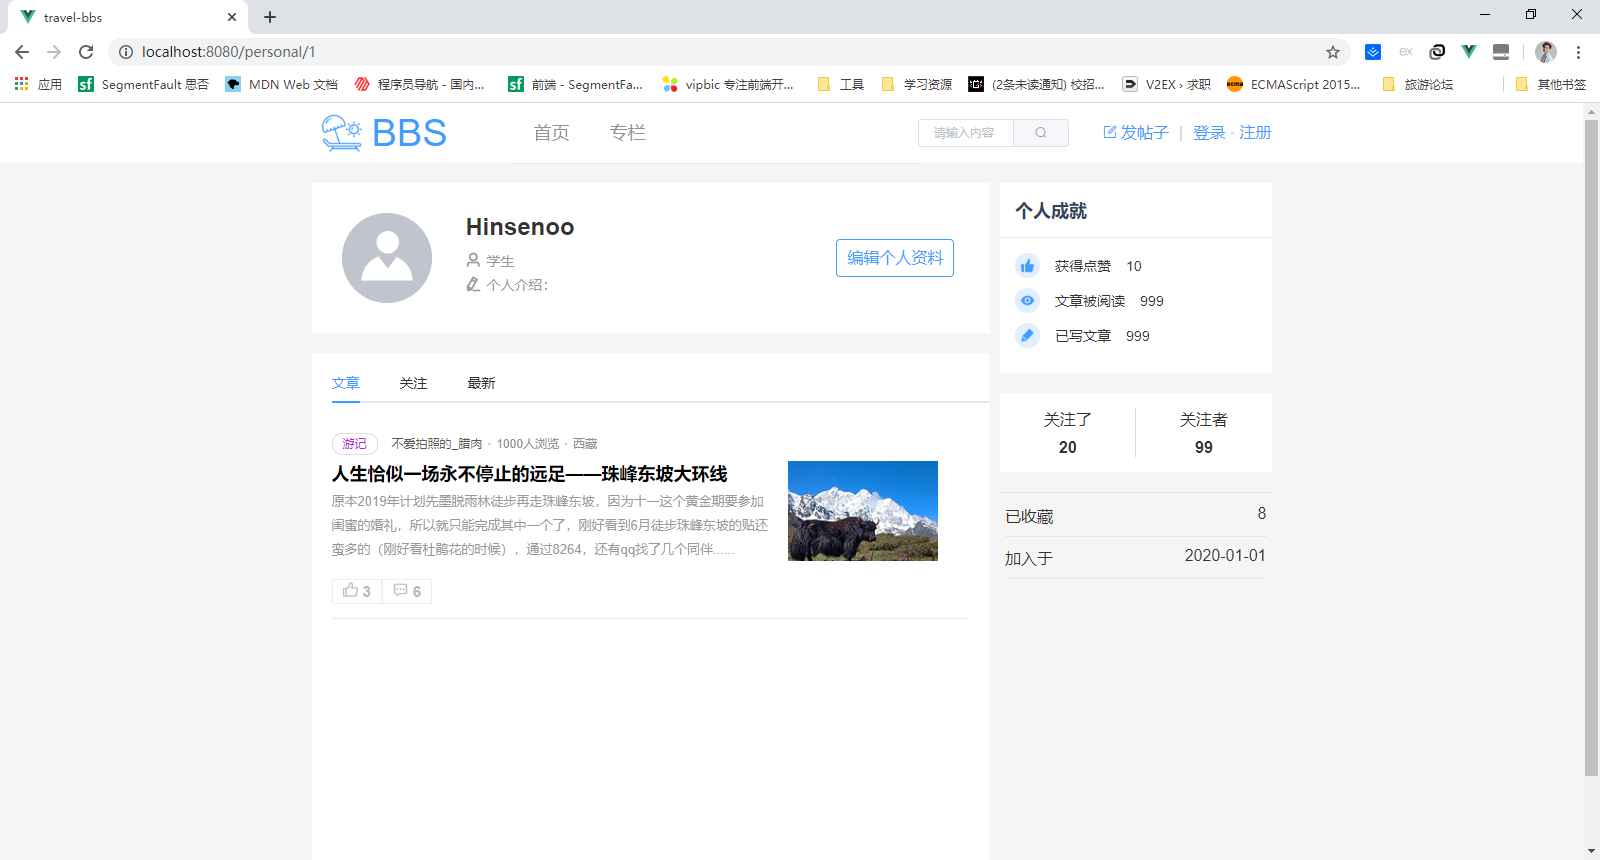 travel-bbs
localhost:8080/personal/1
ex
应用
SegmentFault 思否
MDN Web 文档
程序员导航 - 国内...
前端 - SegmentFa...
vipbic 专注前端开...
工具
学习资源
(2条未读通知) 校招...
V2EX › 求职
ECMAScript 2015...
旅游论坛
其他书签
BBS
首页
专栏
请输入内容
发帖子 | 登录 · 注册
Hinsenoo
学生
个人介绍:
编辑个人资料
文章
关注
最新
游记
不爱拍照的_腊肉 · 1000人浏览 · 西藏
人生恰似一场永不停止的远足——珠峰东坡大环线
原本2019年计划先墨脱雨林徒步再走珠峰东坡，因为十一这个黄金期要参加
闺蜜的婚礼，所以就只能完成其中一个了，刚好看到6月徒步珠峰东坡的贴还
蛮多的（刚好看杜鹃花的时候），通过8264，还有qq找了几个同伴......
3
6
个人成就
获得点赞 10
文章被阅读 999
已写文章 999
关注了
20
关注者
99
已收藏 8
加入于 2020-01-01